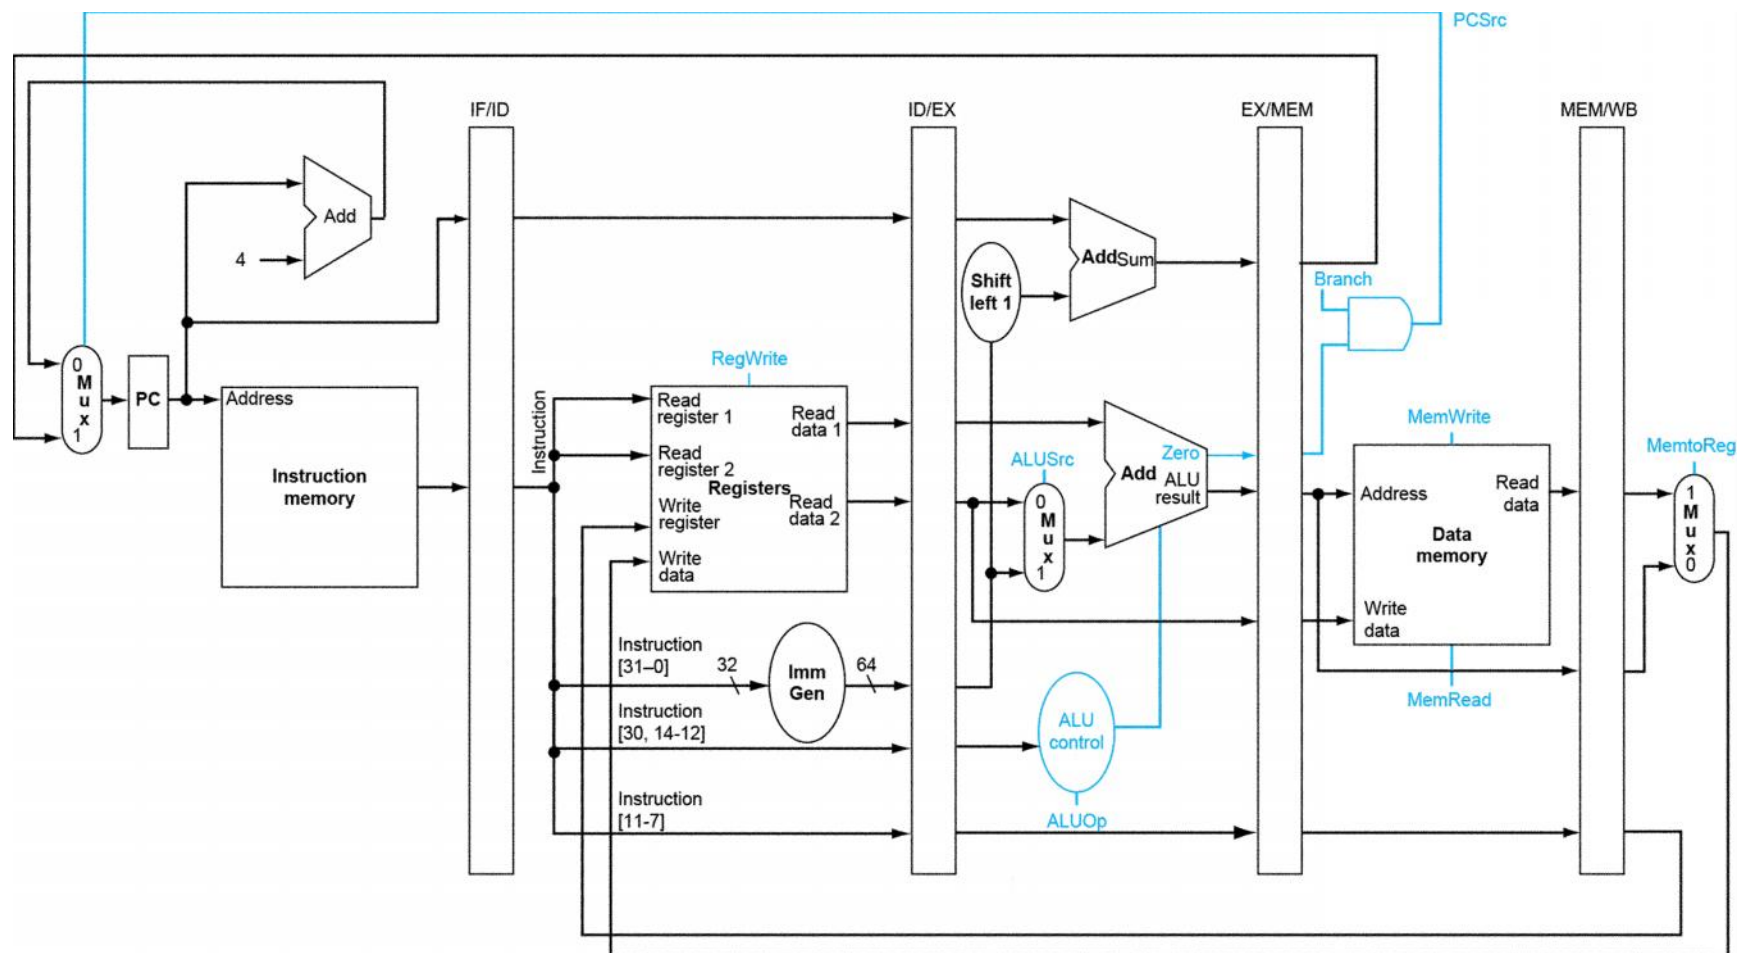 PCSrc
IF/ID
ID/EX
EX/MEM
MEM/WB
Add
4
Shift
left 1
AddSum
Branch
0
M
u
x
1
PC
Address
Instruction
memory
Instruction
RegWrite
Read
register 1
Read
register 2
Write
register
Write
data
Registers
Read
data 1
Read
data 2
ALUSrc
0
M
u
x
1
Zero
Add
ALU
result
MemWrite
Address
Read
data
Data
memory
Write
data
MemRead
MemtoReg
1
M
u
x
0
Instruction
[31–0]
32
Imm
Gen
64
Instruction
[30, 14-12]
ALU
control
Instruction
[11-7]
ALUOp